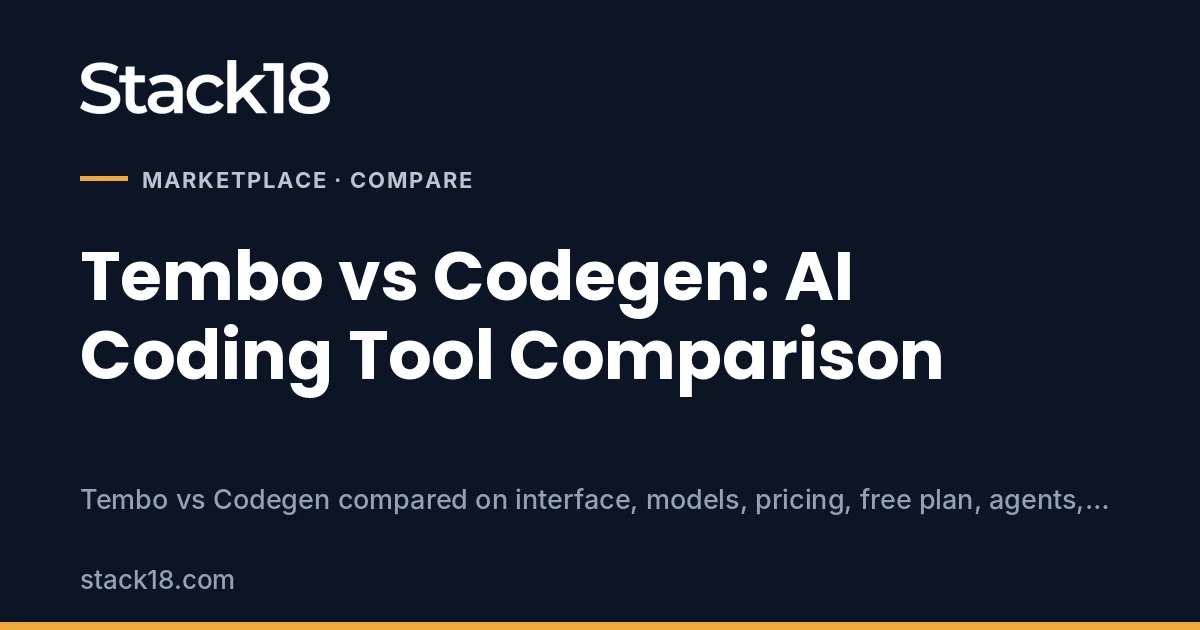 Stack18
MARKETPLACE · COMPARE
Tembo vs Codegen: AI
Coding Tool Comparison
Tembo vs Codegen compared on interface, models, pricing, free plan, agents,...
stack18.com